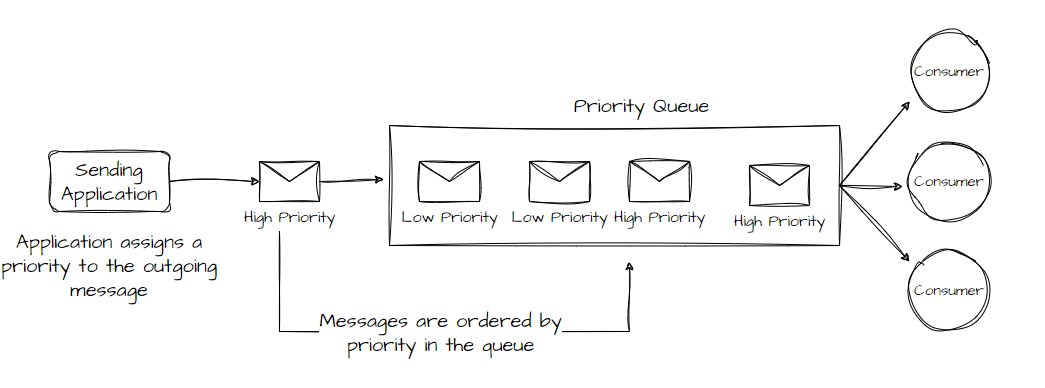 Priority Queue
Sending
Application
High Priority
Low Priority
Low Priority
High Priority
High Priority
Consumer
Consumer
Consumer
Application assigns a
priority to the outgoing
message
Messages are ordered by
priority in the queue